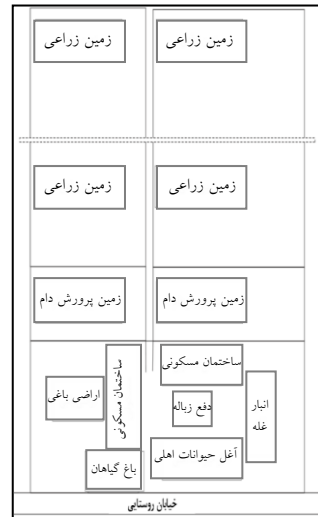 زمین زراعی
زمین زراعی
زمین زراعی
زمین زراعی
زمین پرورش دام
زمین پرورش دام
ساختمان مسکونی
ساختمان مسکونی
اراضی باغی
دفع زباله
انبار
غله
آغل حیوانات اهلی
باغ گیاهان
خیابان روستایی